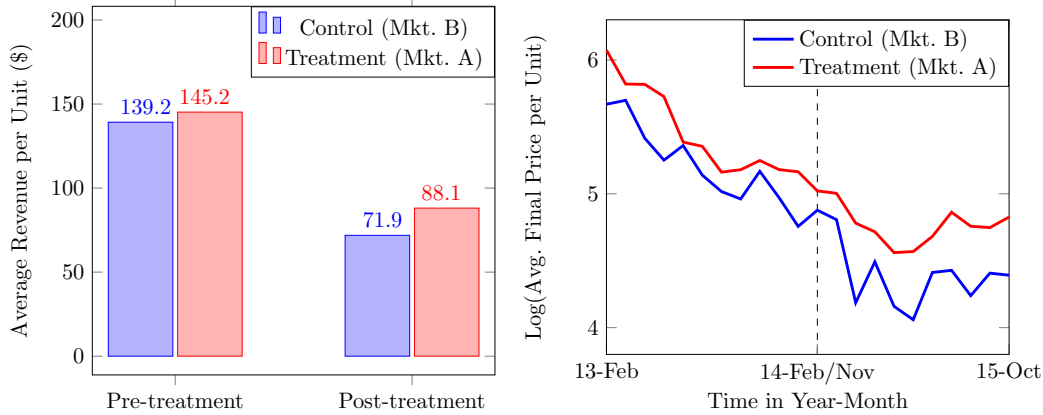 Average Revenue per Unit ($)
200
150
100
50
0
Control (Mkt. B)
Treatment (Mkt. A)
139.2
145.2
71.9
88.1
Pre-treatment
Post-treatment
Log(Avg. Final Price per Unit)
6
5
4
Control (Mkt. B)
Treatment (Mkt. A)
13-Feb
14-Feb/Nov
15-Oct
Time in Year-Month